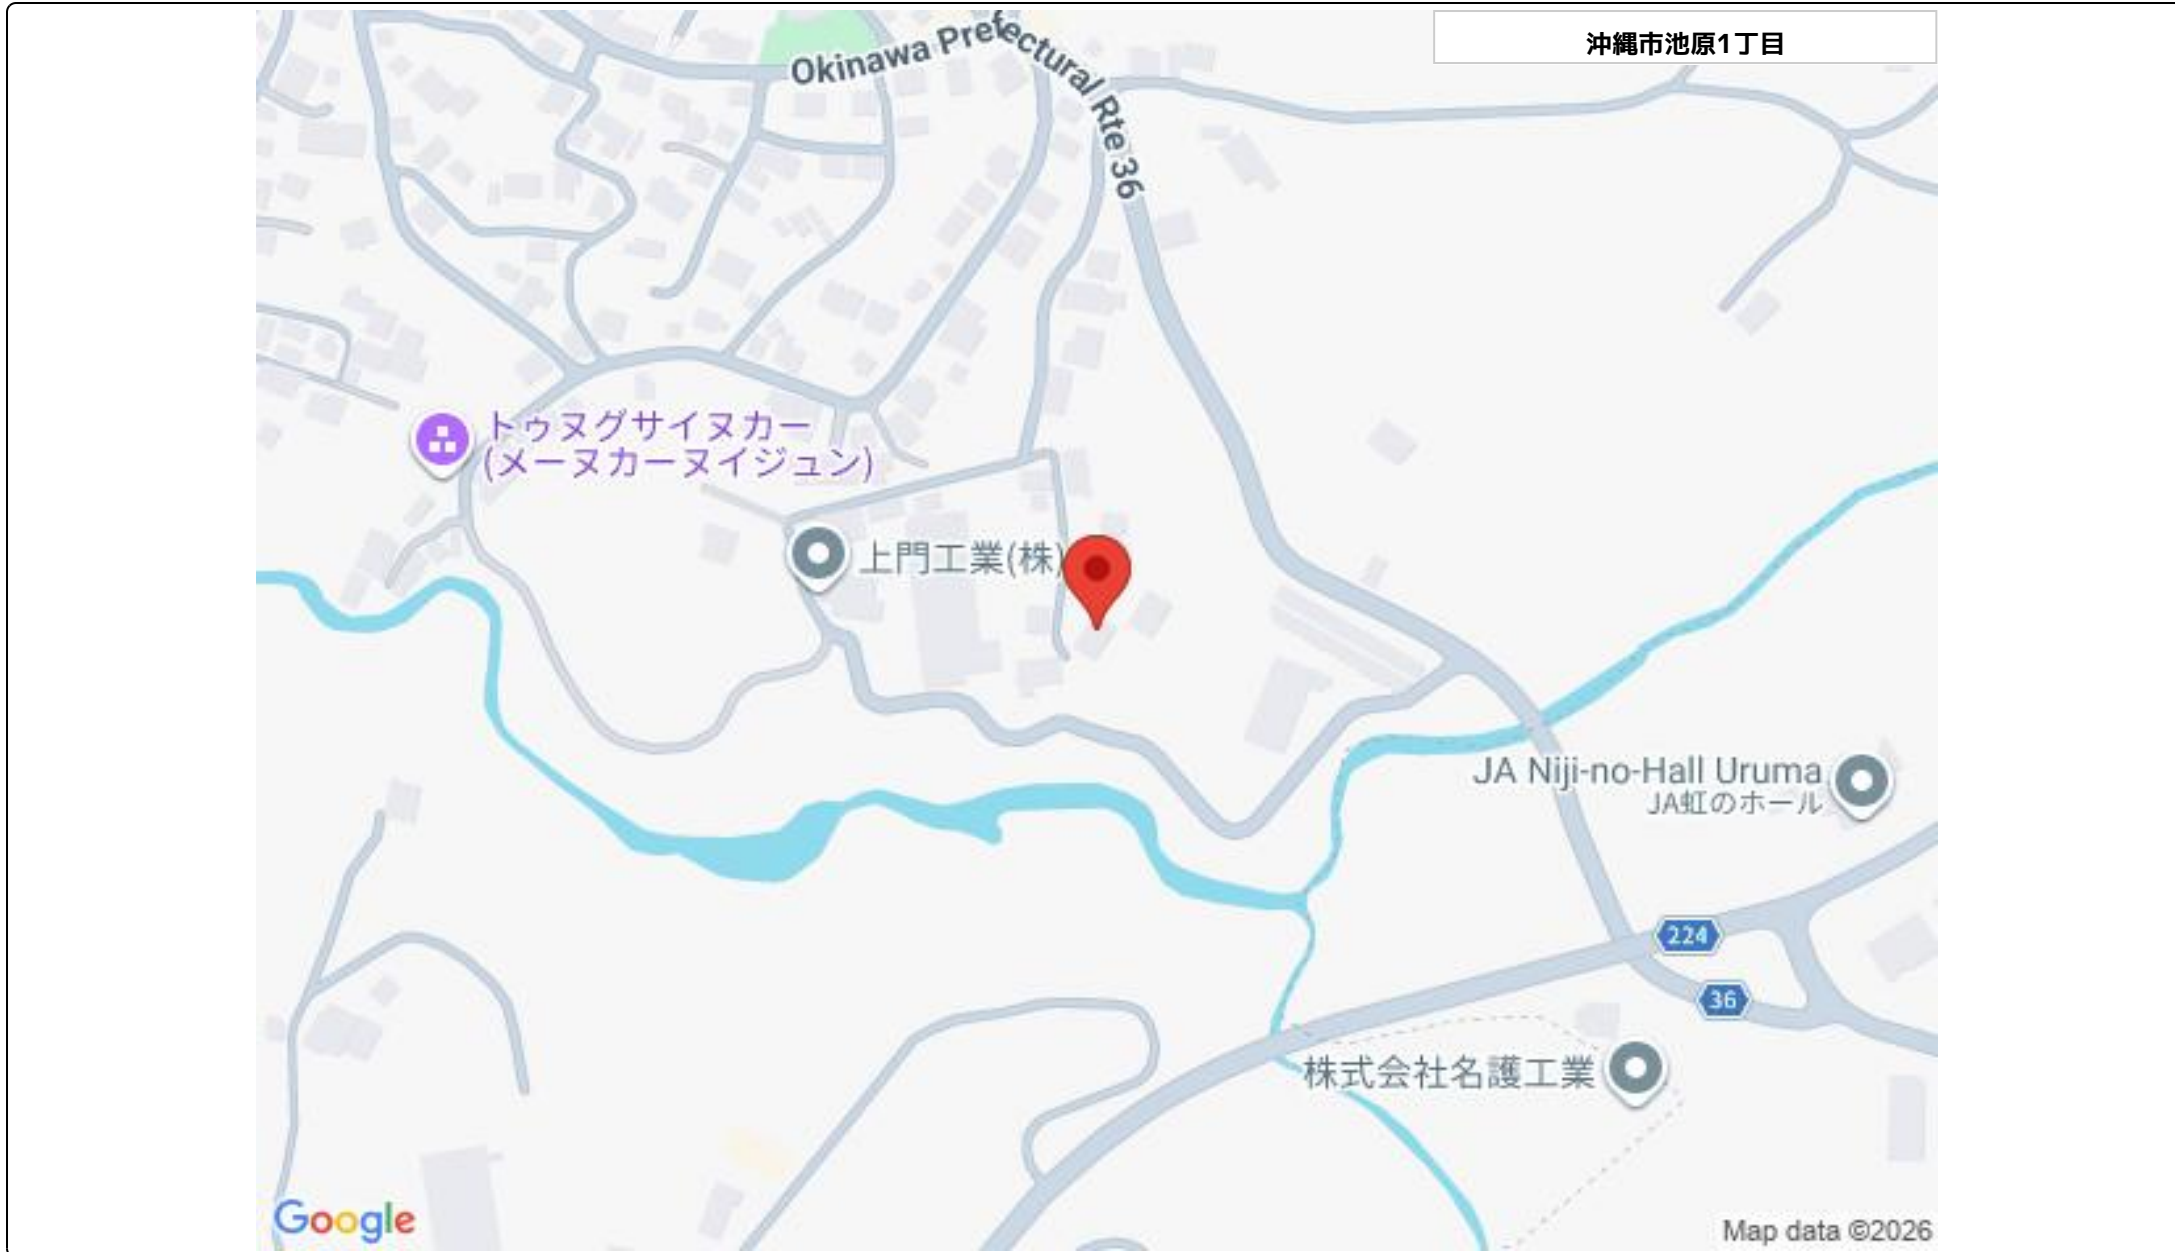 沖縄市池原1丁目
Okinawa Prefectural Rte 36
トゥヌグサイヌカー
(メーヌカーヌイジュン)
上門工業(株)
JA Niji-no-Hall Uruma
JA虹のホール
224
36
株式会社名護工業
Google
Map data ©2026